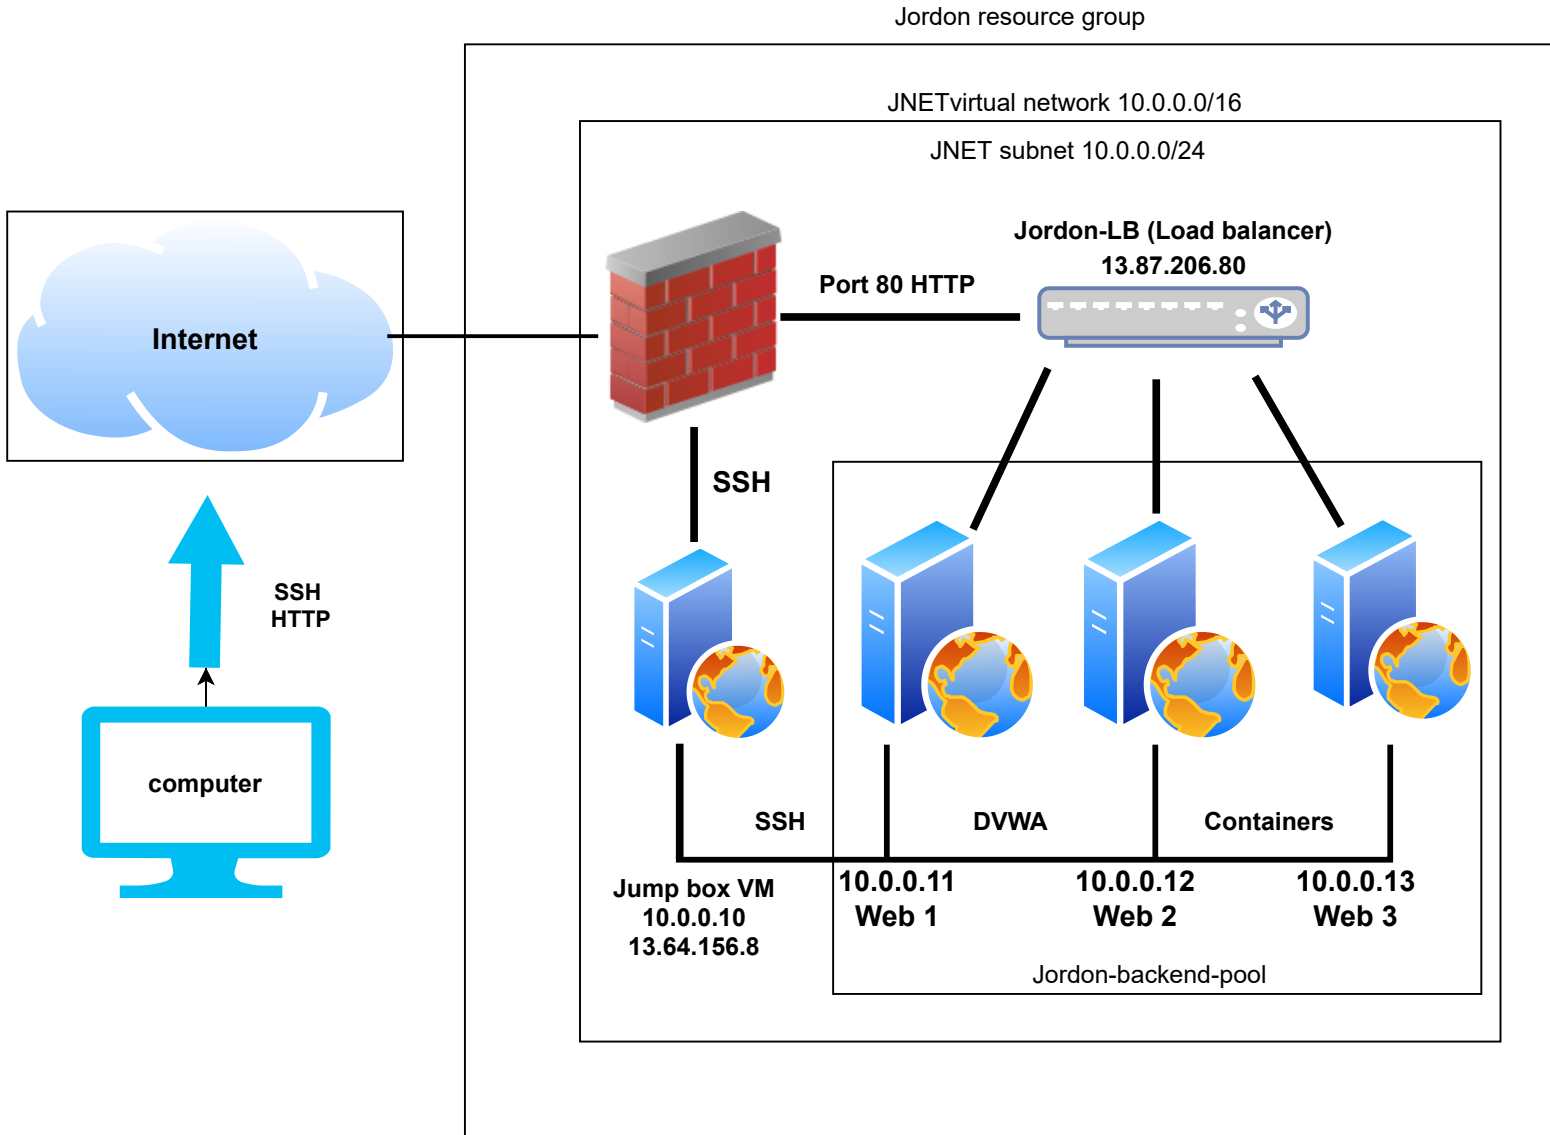 Jordon resource group
JNETvirtual network 10.0.0.0/16
JNET subnet 10.0.0.0/24
Internet
Port 80 HTTP
Jordon-LB (Load balancer)
13.87.206.80
SSH
SSH
HTTP
computer
SSH
DVWA
Containers
Jump box VM
10.0.0.10
13.64.156.8
10.0.0.11
Web 1
10.0.0.12
Web 2
10.0.0.13
Web 3
Jordon-backend-pool